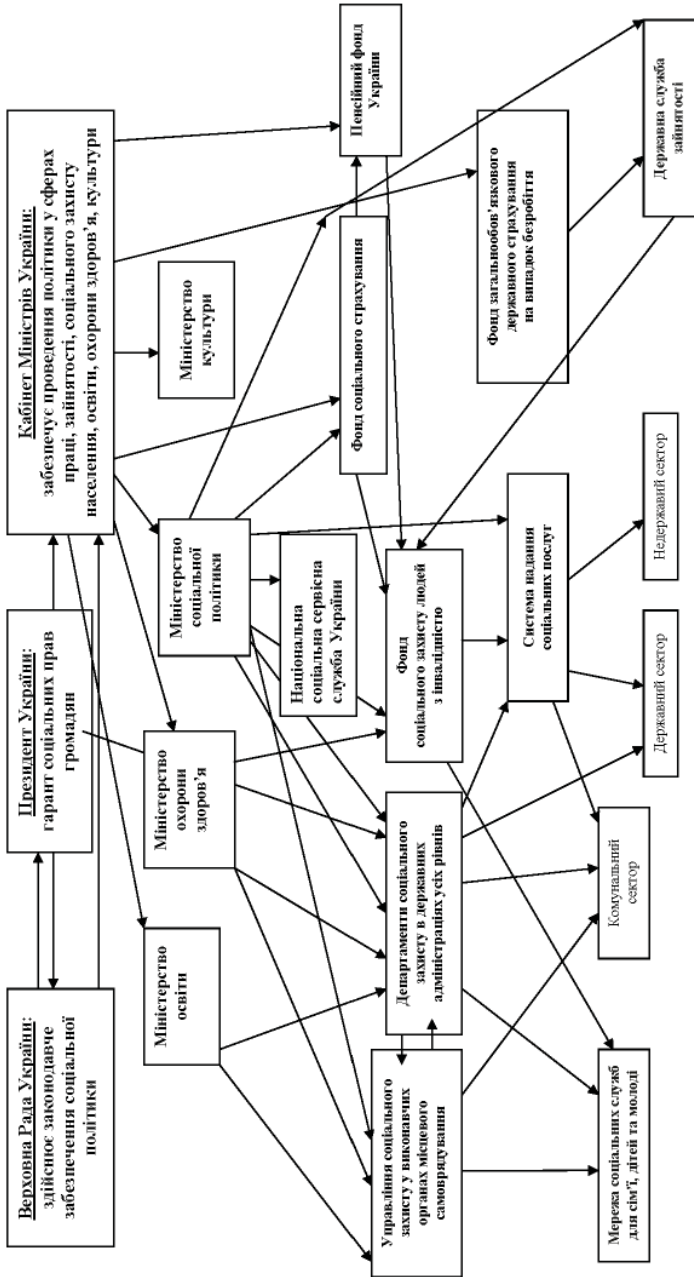 Верховна Рада України:
здійснює законодавче
забезпечення соціальної
політики
Президент України:
гарант соціальних прав
громадян
Кабінет Міністрів України:
забезпечує проведення політики у сферах
праці, зайнятості, соціального захисту
населення, освіти, охорони здоров’я, культури
Міністерство
освіти
Міністерство
охорони
здоров’я
Міністерство
соціальної
політики
Міністерство
культури
Національна
соціальна сервісна
служба України
Фонд соціального страхування
Пенсійний фонд
України
Управління соціального
захисту у виконавчих
органах місцевого
самоврядування
Департаменти соціального
захисту в державних
адміністраціях усіх рівнів
Фонд
соціального захисту людей
з інвалідністю
Система надання
соціальних послуг
Фонд загальнообов’язкового
державного страхування
на випадок безробіття
Мережа соціальних служб
для сім’ї, дітей та молоді
Комунальний
сектор
Державний сектор
Недержавий сектор
Державна служба
зайнятості